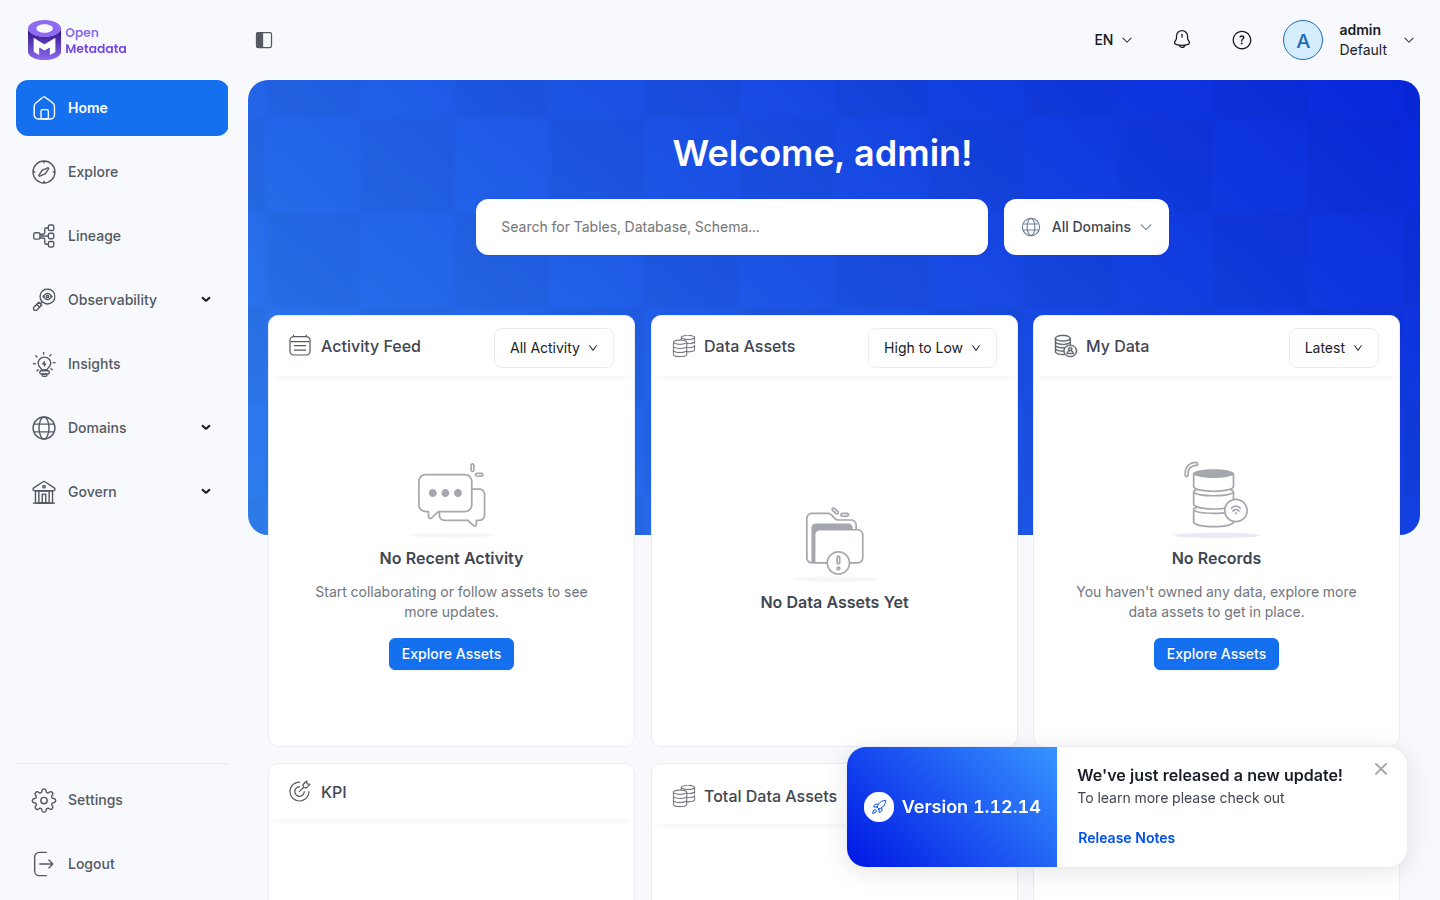 Open
Metadata
EN
A
admin
Default
Home
Explore
Lineage
Observability
Insights
Domains
Govern
Settings
Logout
Welcome, admin!
Search for Tables, Database, Schema...
All Domains
Activity Feed
All Activity
No Recent Activity
Start collaborating or follow assets to see
more updates.
Explore Assets
Data Assets
High to Low
No Data Assets Yet
My Data
Latest
No Records
You haven't owned any data, explore more
data assets to get in place.
Explore Assets
KPI
Total Data Assets
Version 1.12.14
We've just released a new update!
To learn more please check out
Release Notes